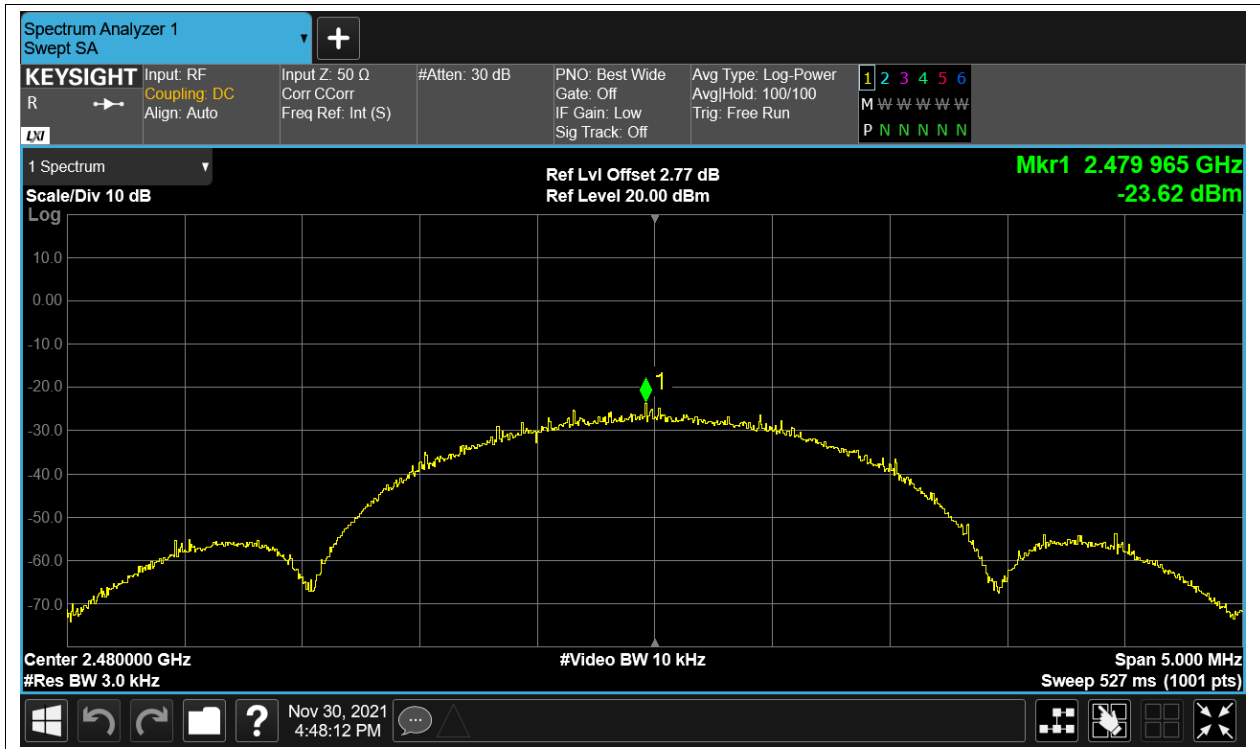 Spectrum Analyzer 1
Swept SA
+
KEYSIGHT
R
LXI
Input: RF
Coupling: DC
Align: Auto
Input Z: 50 Ω
Corr CCorr
Freq Ref: Int (S)
#Atten: 30 dB
PNO: Best Wide
Gate: Off
IF Gain: Low
Sig Track: Off
Avg Type: Log-Power
Avg|Hold: 100/100
Trig: Free Run
1 2 3 4 5 6
M W W W W W
P N N N N N
1 Spectrum
Scale/Div 10 dB
Ref Lvl Offset 2.77 dB
Ref Level 20.00 dBm
Mkr1 2.479 965 GHz
-23.62 dBm
Log
10.0
0.00
-10.0
-20.0
-30.0
-40.0
-50.0
-60.0
-70.0
1
Center 2.480000 GHz
#Res BW 3.0 kHz
#Video BW 10 kHz
Span 5.000 MHz
Sweep 527 ms (1001 pts)
?
Nov 30, 2021
4:48:12 PM